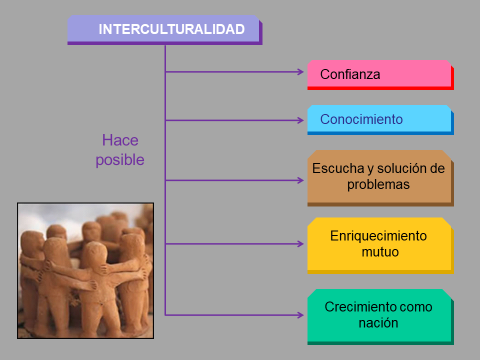 INTERCULTURALIDAD
Hace
posible
Confianza
Conocimiento
Escucha y solución de
problemas
Enriquecimiento
mutuo
Crecimiento como
nación